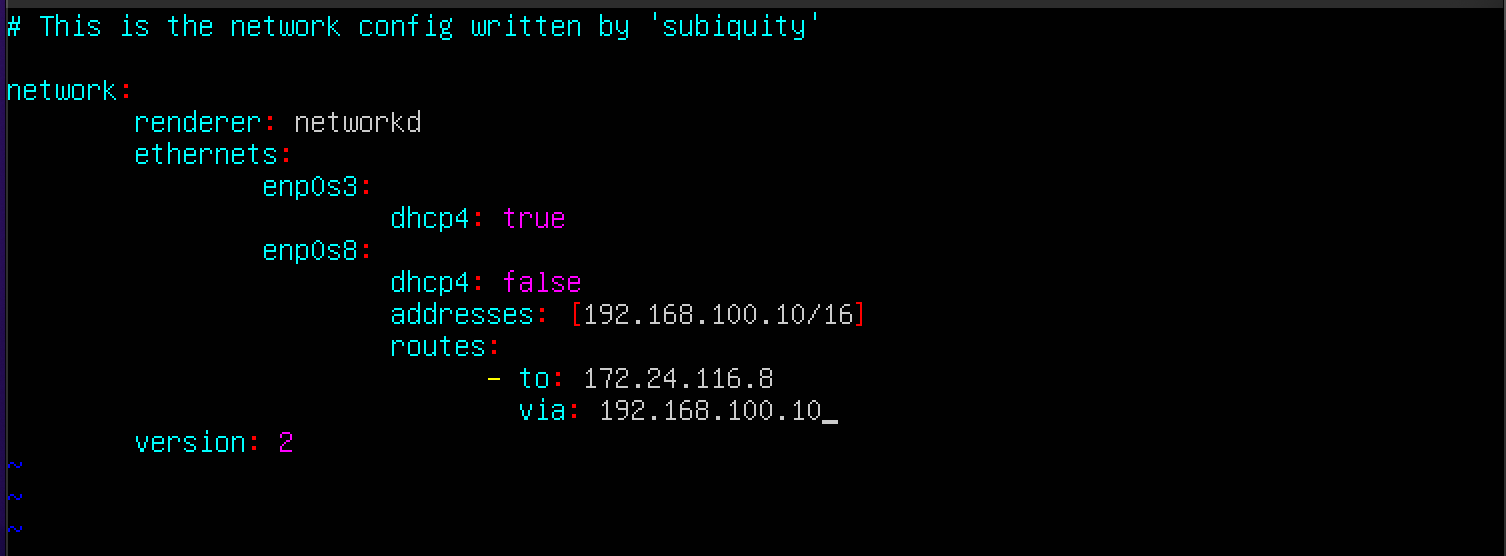 # This is the network config written by 'subiquity'
network:
        renderer: networkd
        ethernets:
                enp0s3:
                        dhcp4: true
                enp0s8:
                        dhcp4: false
                        addresses: [192.168.100.10/16]
                        routes:
                              - to: 172.24.116.8
                                via: 192.168.100.10_
        version: 2
~
~
~